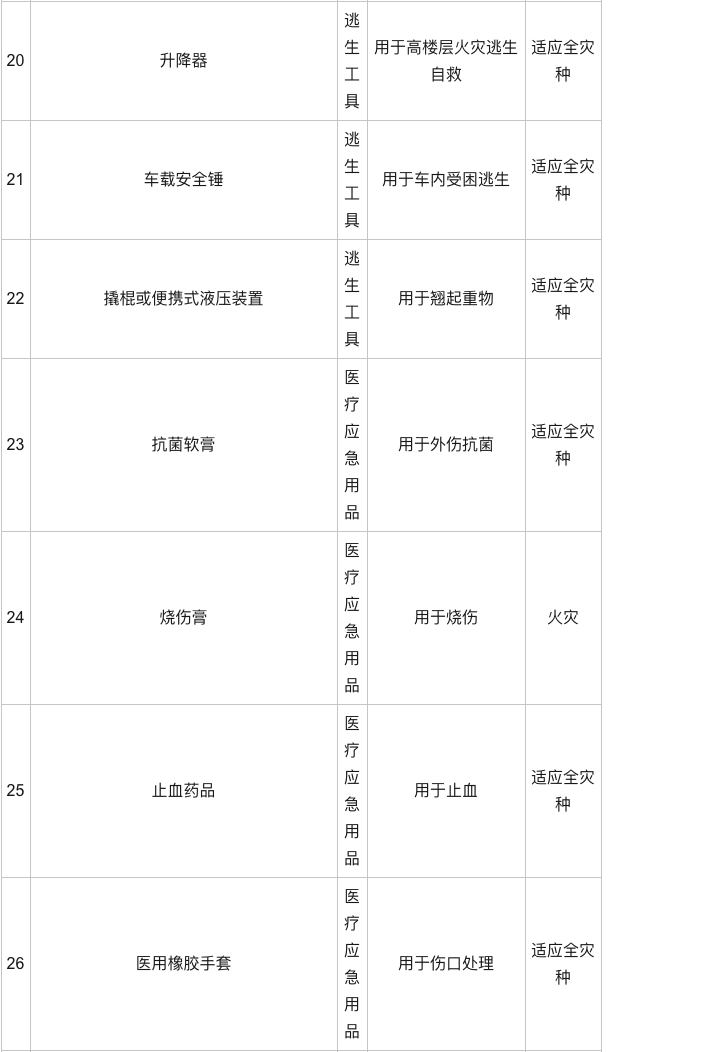 20
升降器
逃
生
工
具
用于高楼层火灾逃生
自救
适应全灾
种
21
车载安全锤
逃
生
工
具
用于车内受困逃生
适应全灾
种
22
撬棍或便携式液压装置
逃
生
工
具
用于翘起重物
适应全灾
种
23
抗菌软膏
医
疗
应
急
用
品
用于外伤抗菌
适应全灾
种
24
烧伤膏
医
疗
应
急
用
品
用于烧伤
火灾
25
止血药品
医
疗
应
急
用
品
用于止血
适应全灾
种
26
医用橡胶手套
医
疗
应
急
用
品
用于伤口处理
适应全灾
种